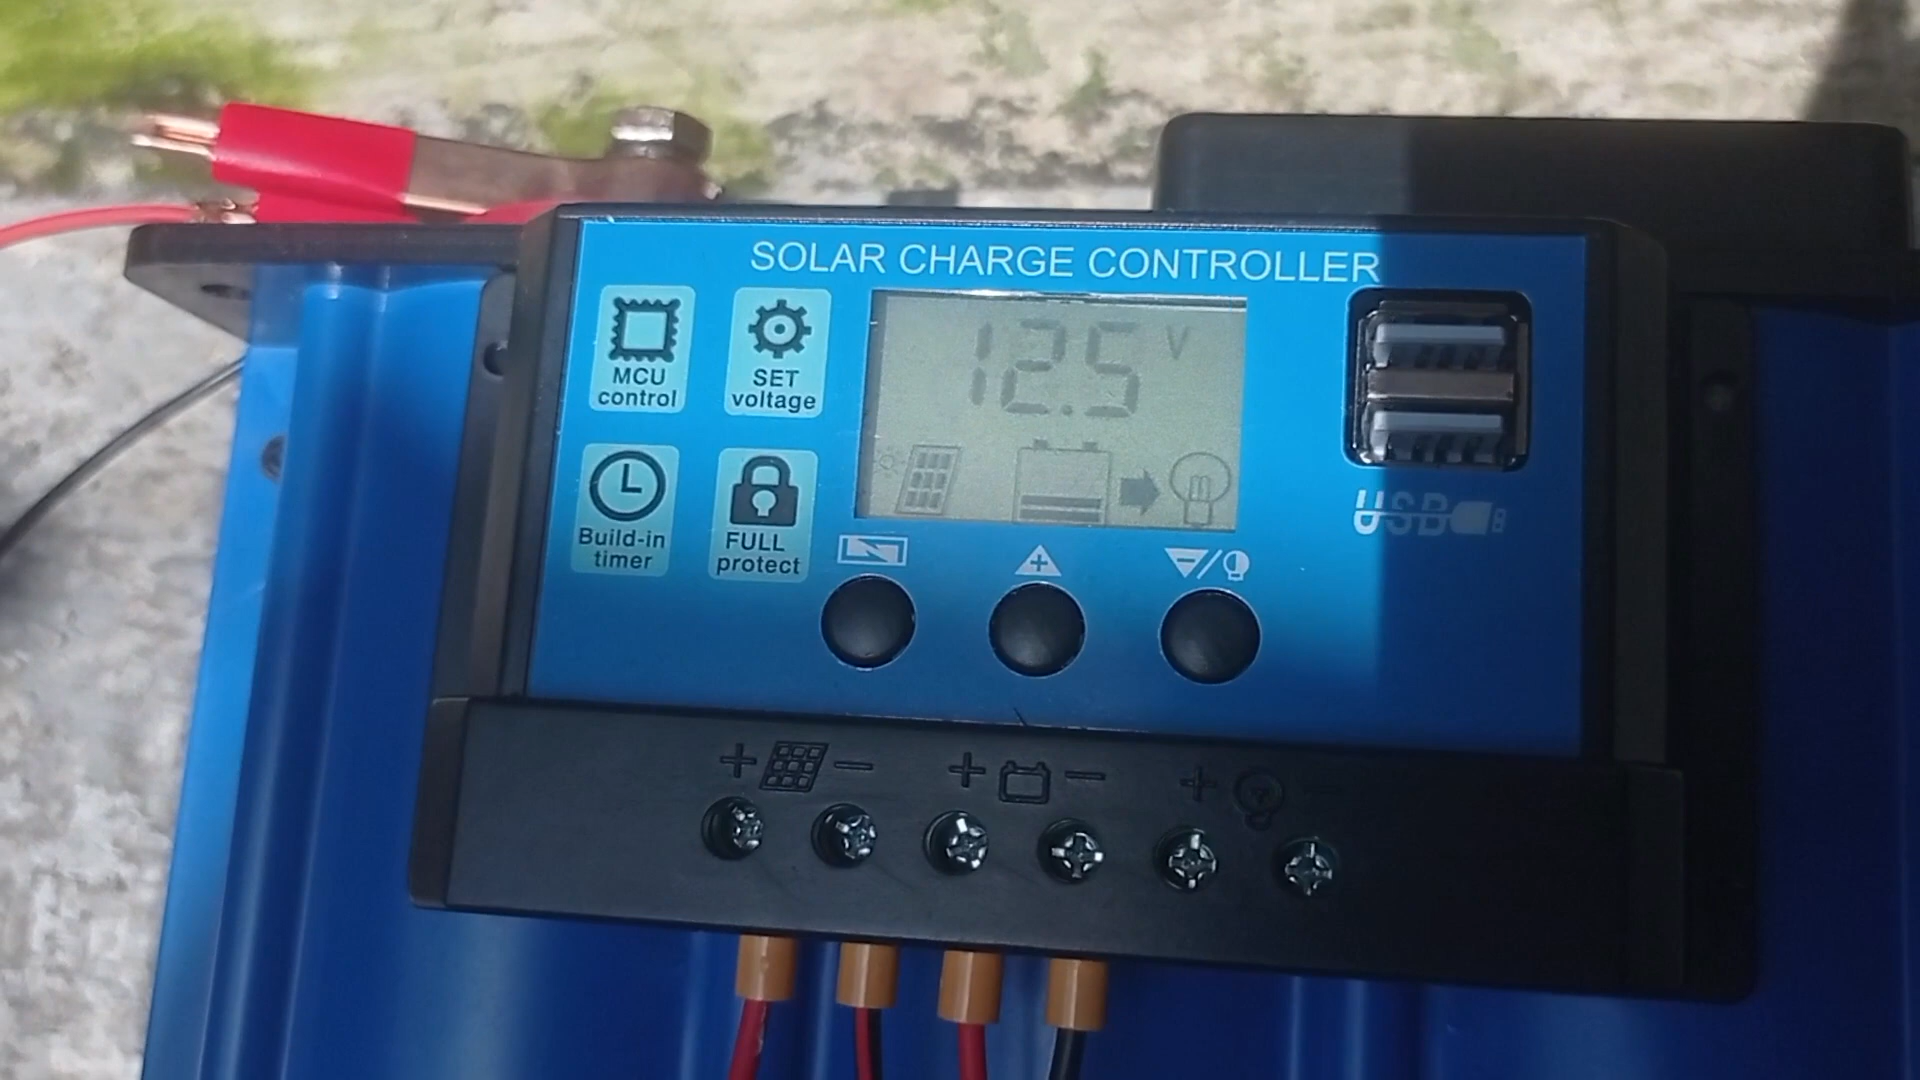 SOLAR CHARGE CONTROLLER
MCU
control
SET
voltage
12.5 V
Build-in
timer
FULL
protect
USB
+ −
+ −
+